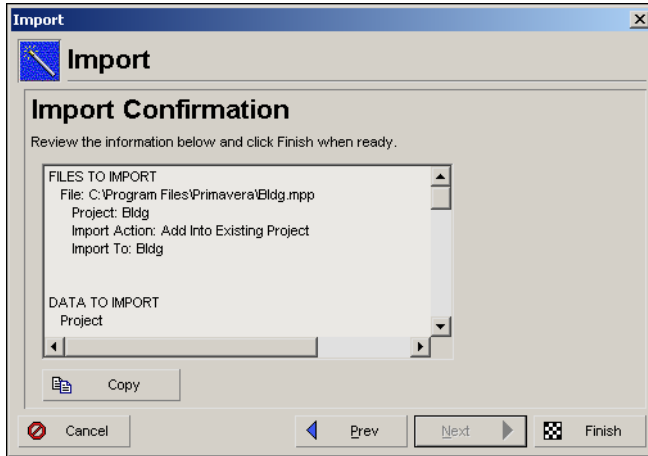 Import
Import
Import Confirmation
Review the information below and click Finish when ready.
FILES TO IMPORT
File: C:\Program Files\Primavera\Bldg.mpp
Project: Bldg
Import Action: Add Into Existing Project
Import To: Bldg
DATA TO IMPORT
Project
Copy
Cancel
Prev
Next
Finish